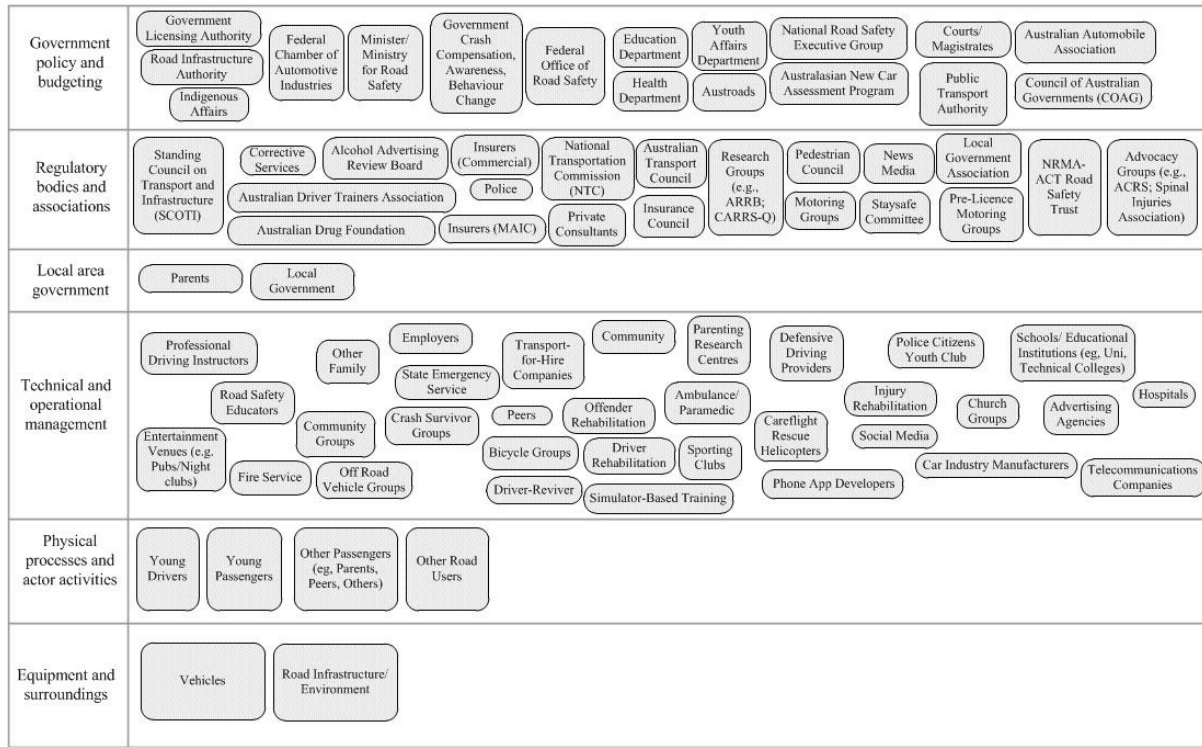 Government
policy and
budgeting
Government
Licensing Authority
Road Infrastructure
Authority
Indigenous
Affairs
Federal
Chamber of
Automotive
Industries
Minister/
Ministry
for Road
Safety
Government
Crash
Compensation,
Awareness,
Behaviour
Change
Federal
Office of
Road Safety
Education
Department
Health
Department
Youth
Affairs
Department
Austroads
National Road Safety
Executive Group
Australasian New Car
Assessment Program
Courts/
Magistrates
Public
Transport
Authority
Australian Automobile
Association
Council of Australian
Governments (COAG)
Regulatory
bodies and
associations
Standing
Council on
Transport and
Infrastructure
(SCOTI)
Corrective
Services
Alcohol Advertising
Review Board
Australian Driver Trainers Association
Australian Drug Foundation
Insurers
(Commercial)
Police
Insurers (MAIC)
National
Transportation
Commission
(NTC)
Private
Consultants
Australian
Transport
Council
Insurance
Council
Research
Groups
(e.g.,
ARRB;
CARRS-Q)
Pedestrian
Council
Motoring
Groups
News
Media
Staysafe
Committee
Local
Government
Association
Pre-Licence
Motoring
Groups
NRMA-
ACT Road
Safety
Trust
Advocacy
Groups (e.g.,
ACRS; Spinal
Injuries
Association)
Local area
government
Parents
Local
Government
Technical and
operational
management
Professional
Driving Instructors
Road Safety
Educators
Entertainment
Venues (e.g.
Pubs/Night
clubs)
Fire Service
Other
Family
Community
Groups
Off Road
Vehicle Groups
Employers
State Emergency
Service
Crash Survivor
Groups
Transport-
for-Hire
Companies
Peers
Bicycle Groups
Driver-Reviver
Community
Offender
Rehabilitation
Driver
Rehabilitation
Simulator-Based Training
Parenting
Research
Centres
Ambulance/
Paramedic
Sporting
Clubs
Defensive
Driving
Providers
Careflight
Rescue
Helicopters
Phone App Developers
Police Citizens
Youth Club
Injury
Rehabilitation
Social Media
Church
Groups
Car Industry Manufacturers
Schools/ Educational
Institutions (eg, Uni,
Technical Colleges)
Advertising
Agencies
Hospitals
Telecommunications
Companies
Physical
processes and
actor activities
Young
Drivers
Young
Passengers
Other Passengers
(eg, Parents,
Peers, Others)
Other Road
Users
Equipment and
surroundings
Vehicles
Road Infrastructure/
Environment